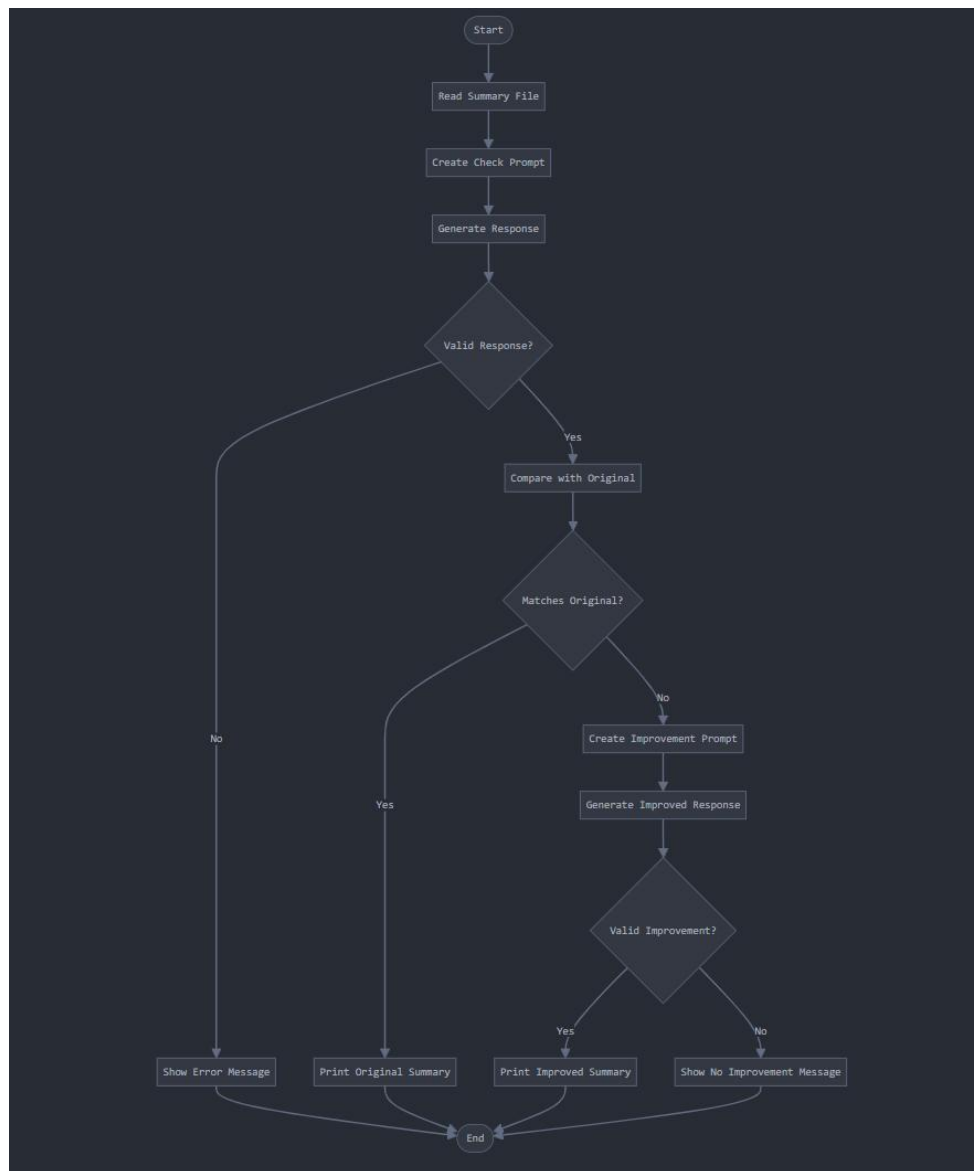 Start
Read Summary File
Create Check Prompt
Generate Response
Valid Response?
Yes
Compare with Original
Matches Original?
No
Create Improvement Prompt
No
Yes
Generate Improved Response
Valid Improvement?
Yes
No
Show Error Message
Print Original Summary
Print Improved Summary
Show No Improvement Message
End